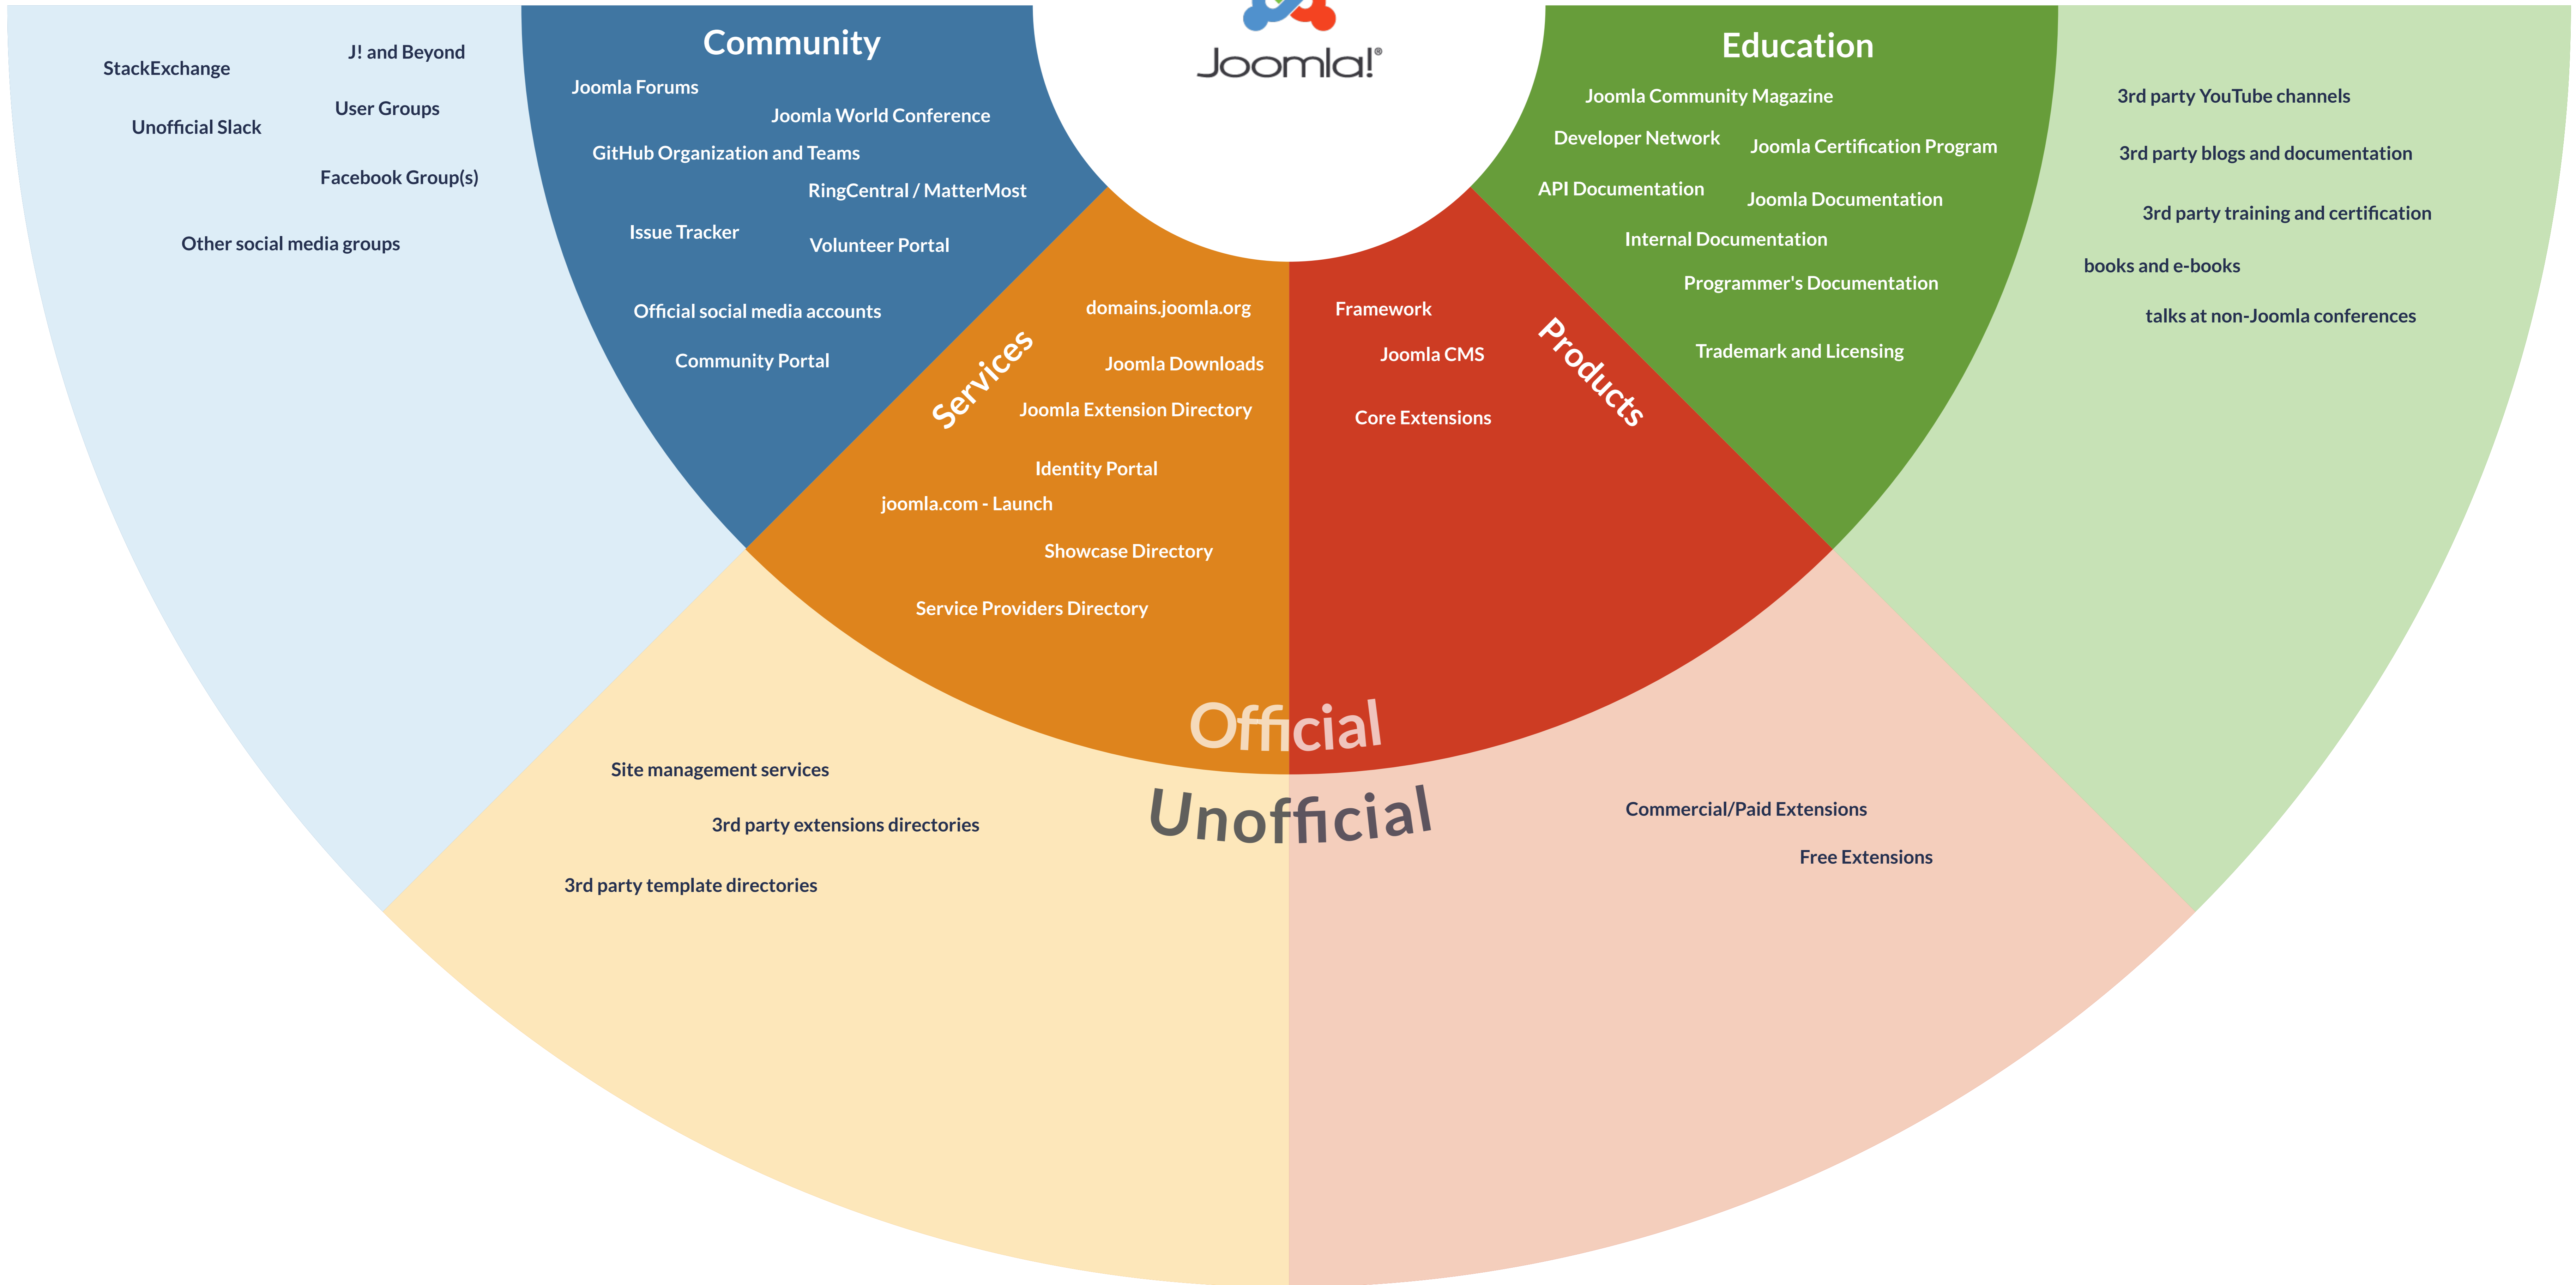 Joomla!®
Community
Joomla Forums
Joomla World Conference
GitHub Organization and Teams
RingCentral / MatterMost
Issue Tracker
Volunteer Portal
Official social media accounts
Community Portal
StackExchange
J! and Beyond
Unofficial Slack
User Groups
Facebook Group(s)
Other social media groups
Services
domains.joomla.org
Joomla Downloads
Joomla Extension Directory
Identity Portal
joomla.com - Launch
Showcase Directory
Service Providers Directory
Products
Framework
Joomla CMS
Core Extensions
Education
Joomla Community Magazine
Developer Network
Joomla Certification Program
API Documentation
Joomla Documentation
Internal Documentation
Programmer's Documentation
Trademark and Licensing
3rd party YouTube channels
3rd party blogs and documentation
3rd party training and certification
books and e-books
talks at non-Joomla conferences
Official
Unofficial
Site management services
3rd party extensions directories
3rd party template directories
Commercial/Paid Extensions
Free Extensions